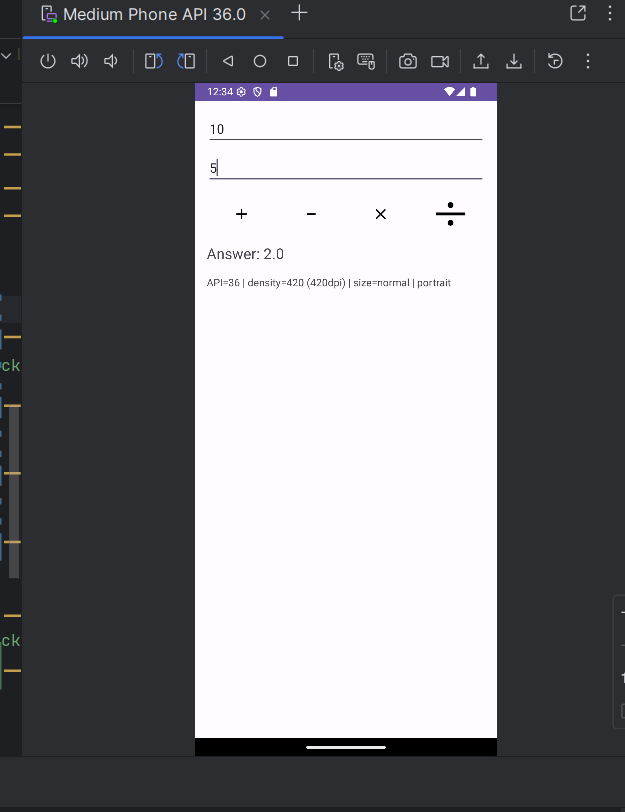 Medium Phone API 36.0
12:34
10
5
+ − × ÷
Answer: 2.0
API=36 | density=420 (420dpi) | size=normal | portrait
ck
ck